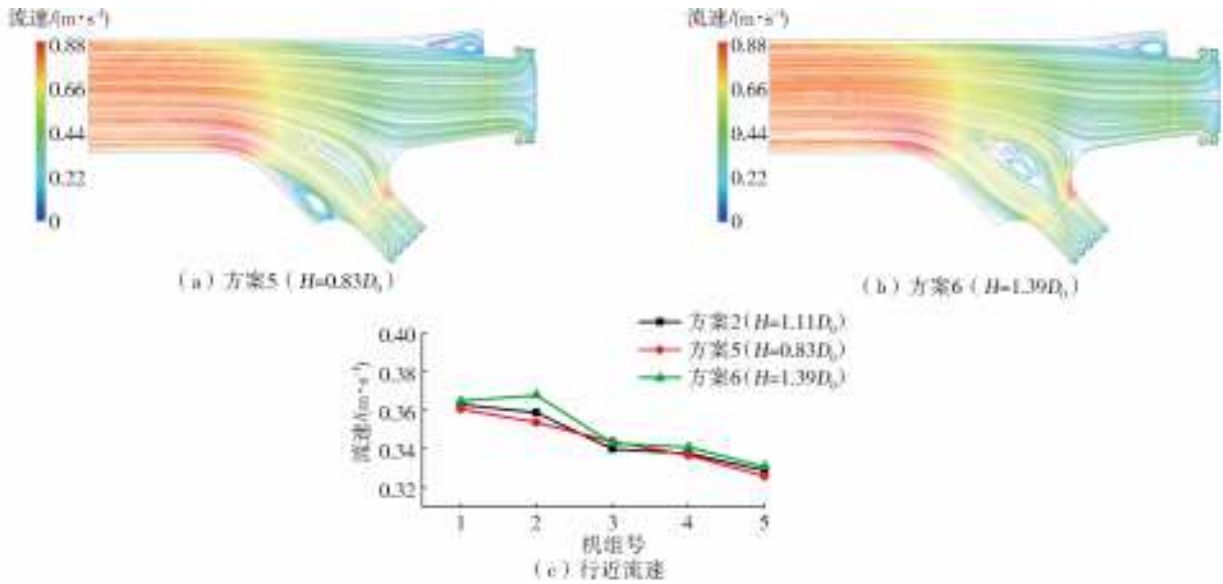 流速/(m·s⁻¹)
0.88
0.66
0.44
0.22
0
(a)方案5(H=0.83D₀)
流速/(m·s⁻¹)
0.88
0.66
0.44
0.22
0
(b)方案6(H=1.39D₀)
方案2(H=1.11D₀)
方案5(H=0.83D₀)
方案6(H=1.39D₀)
流速/(m·s⁻¹)
0.40
0.38
0.36
0.34
0.32
1 2 3 4 5
机组号
(c)行近流速